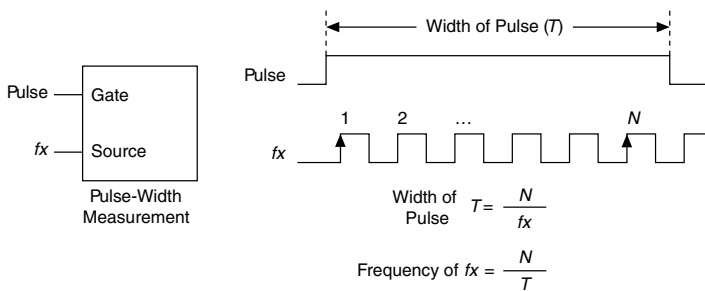 Width of Pulse (T)
Pulse
Pulse
Gate
1 2 … N
fx
Source
fx
Pulse-Width
Measurement
Width of
Pulse
T = N
fx
Frequency of fx = N
T